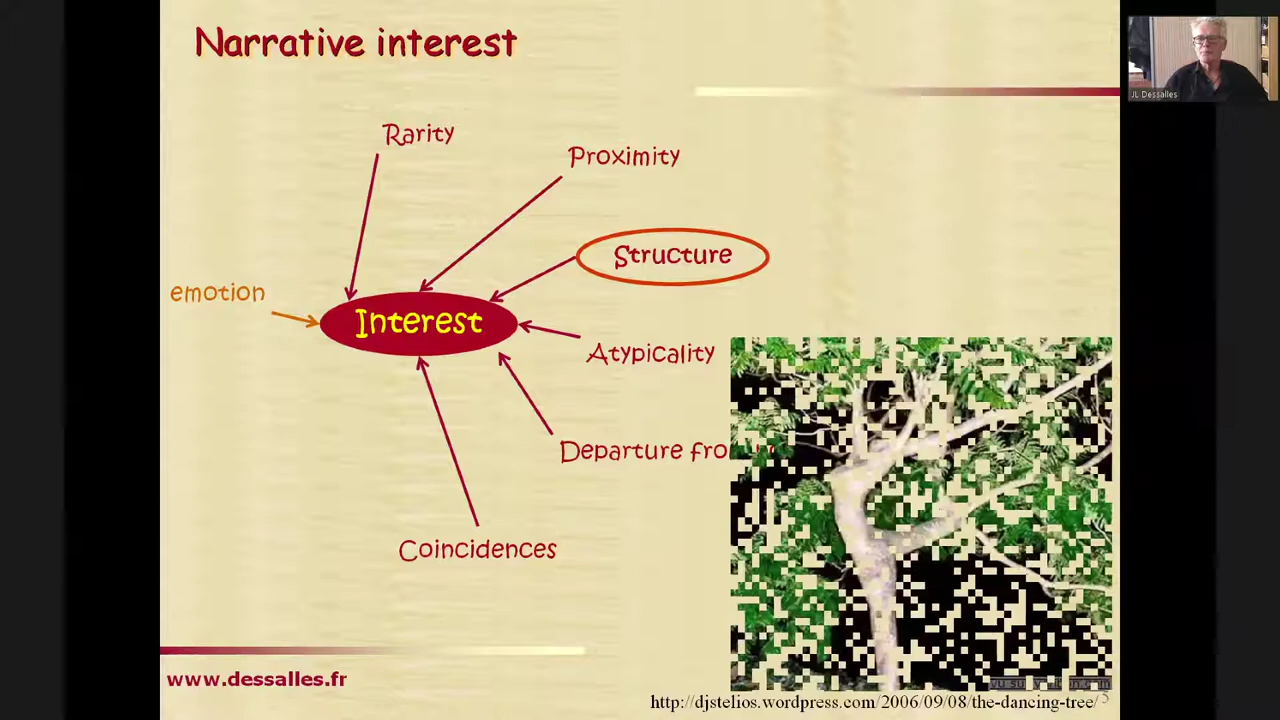 Narrative interest
JL Dessalles
Rarity
Proximity
Structure
emotion
Interest
Atypicality
Departure
Coincidences
www.dessalles.fr
http://djstelios.wordpress.com/2006/09/08/the-dancing-tree/
5